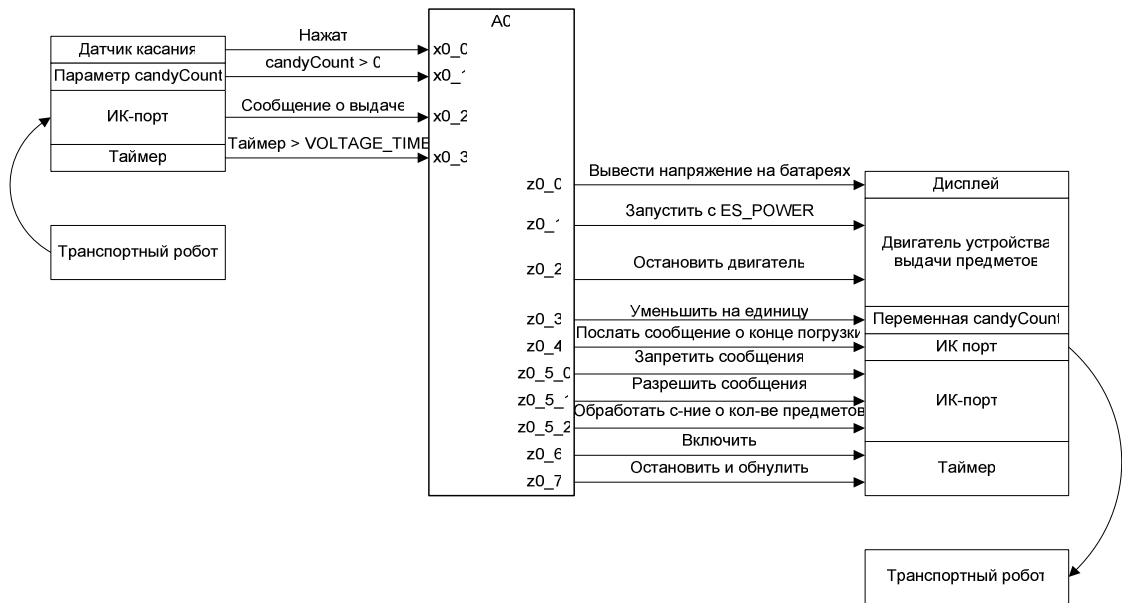 A0
Датчик касания
Нажат
x0_0
Параметр candyCount
candyCount > 0
x0_1
ИК-порт
Сообщение о выдаче
x0_2
Таймер
Таймер > VOLTAGE_TIME
x0_3
Транспортный робот
z0_0
Вывести напряжение на батареях
Дисплей
z0_1
Запустить с ES_POWER
Двигатель устройства
выдачи предметов
z0_2
Остановить двигатель
z0_3
Уменьшить на единицу
Переменная candyCount
z0_4
Послать сообщение о конце погрузки
ИК порт
z0_5_0
Запретить сообщения
z0_5_1
Разрешить сообщения
ИК-порт
z0_5_2
Обработать с-ние о кол-ве предметов
z0_6
Включить
Таймер
z0_7
Остановить и обнулить
Транспортный робот